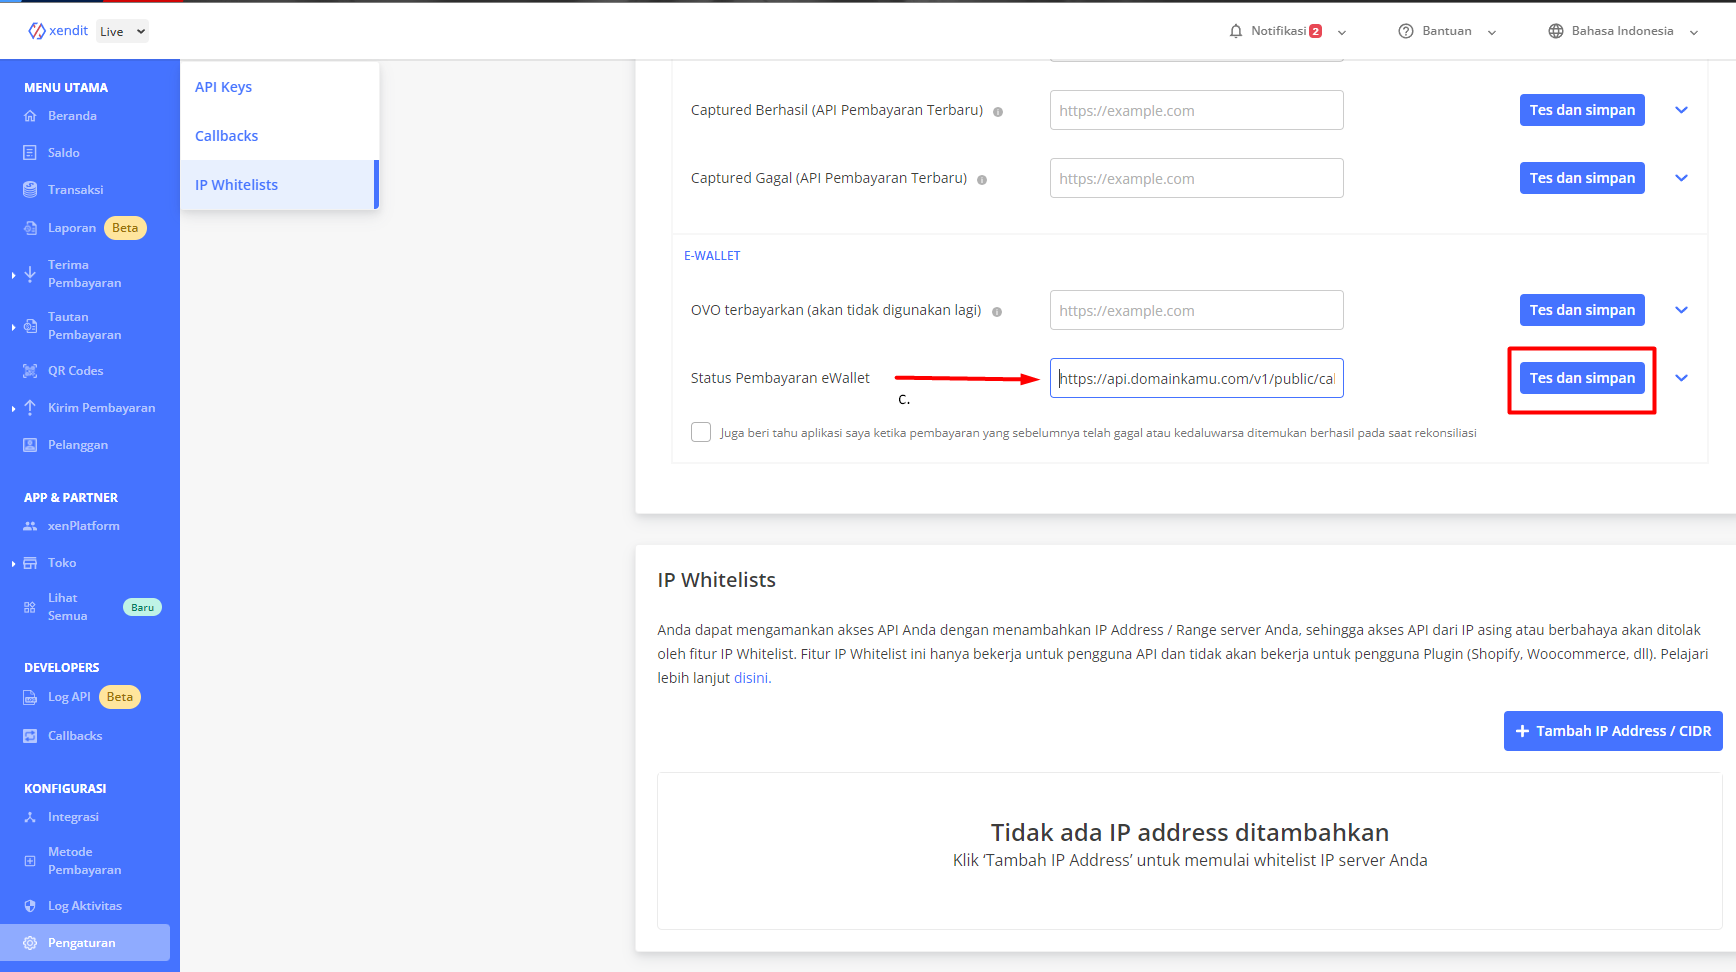 xendit
Live
Notifikasi 2
Bantuan
Bahasa Indonesia
MENU UTAMA
Beranda
Saldo
Transaksi
Laporan Beta
Terima
Pembayaran
Tautan
Pembayaran
QR Codes
Kirim Pembayaran
Pelanggan
APP & PARTNER
xenPlatform
Toko
Lihat
Semua
Baru
DEVELOPERS
Log API Beta
Callbacks
KONFIGURASI
Integrasi
Metode
Pembayaran
Log Aktivitas
Pengaturan
API Keys
Callbacks
IP Whitelists
Captured Berhasil (API Pembayaran Terbaru)
https://example.com
Tes dan simpan
Captured Gagal (API Pembayaran Terbaru)
https://example.com
Tes dan simpan
E-WALLET
OVO terbayarkan (akan tidak digunakan lagi)
https://example.com
Tes dan simpan
Status Pembayaran eWallet
c.
https://api.domainkamu.com/v1/public/cal
Tes dan simpan
Juga beri tahu aplikasi saya ketika pembayaran yang sebelumnya telah gagal atau kedaluwarsa ditemukan berhasil pada saat rekonsiliasi
IP Whitelists
Anda dapat mengamankan akses API Anda dengan menambahkan IP Address / Range server Anda, sehingga akses API dari IP asing atau berbahaya akan ditolak
oleh fitur IP Whitelist. Fitur IP Whitelist ini hanya bekerja untuk pengguna API dan tidak akan bekerja untuk pengguna Plugin (Shopify, Woocommerce, dll). Pelajari
lebih lanjut disini.
+ Tambah IP Address / CIDR
Tidak ada IP address ditambahkan
Klik ‘Tambah IP Address’ untuk memulai whitelist IP server Anda